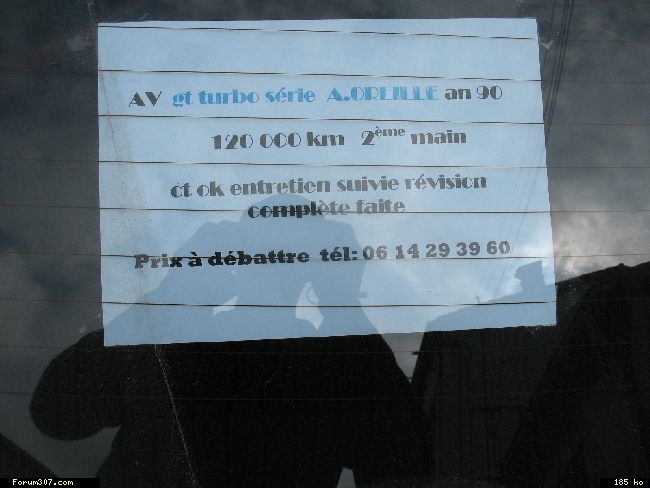 AV gt turbo série A.OREILLE an 90
120 000 km 2ème main
ct ok entretien suivie révision
complète faite
Prix à débattre tél: 06 14 29 39 60
Forum307.com 185 ko